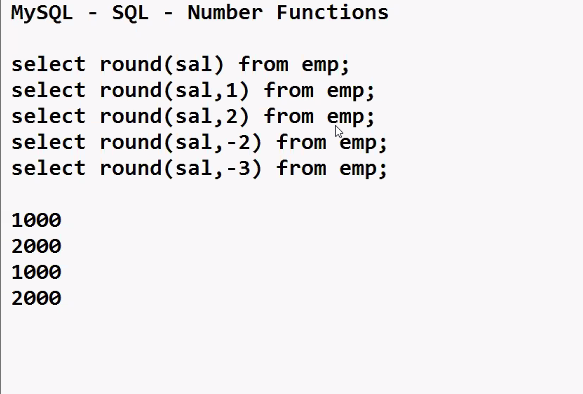 MySQL - SQL - Number Functions
select round(sal) from emp;
select round(sal,1) from emp;
select round(sal,2) from emp;
select round(sal,-2) from emp;
select round(sal,-3) from emp;
1000
2000
1000
2000